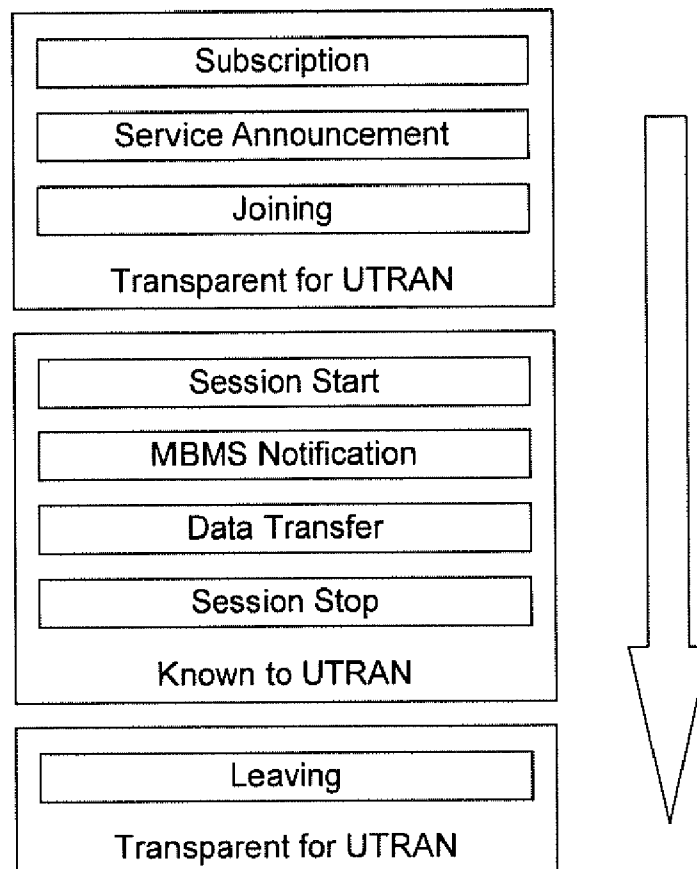 Subscription
Service Announcement
Joining
Transparent for UTRAN
Session Start
MBMS Notification
Data Transfer
Session Stop
Known to UTRAN
Leaving
Transparent for UTRAN